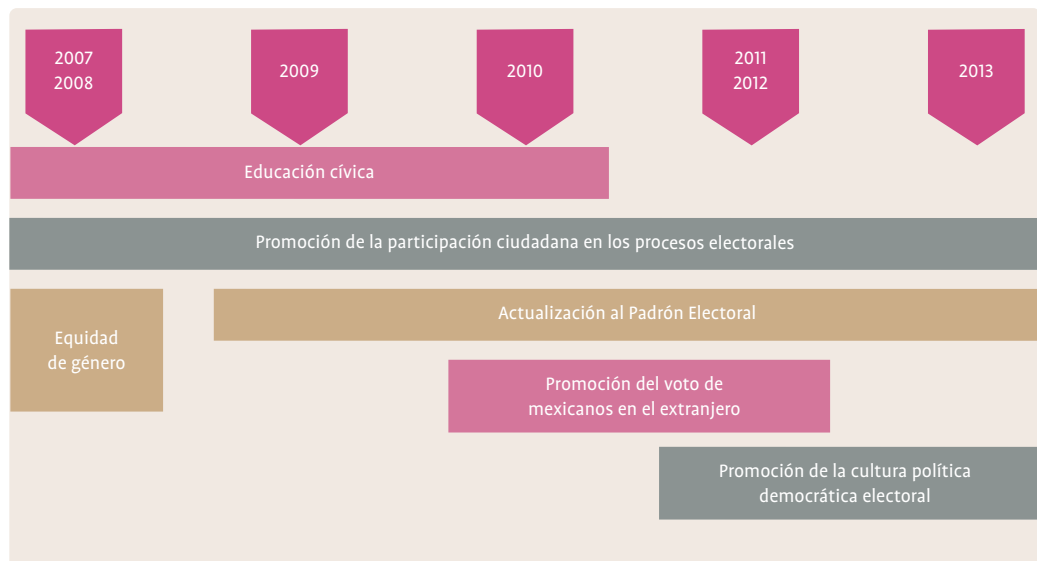 2007
2008
2009
2010
2011
2012
2013
Educación cívica
Promoción de la participación ciudadana en los procesos electorales
Equidad
de género
Actualización al Padrón Electoral
Promoción del voto de
mexicanos en el extranjero
Promoción de la cultura política
democrática electoral